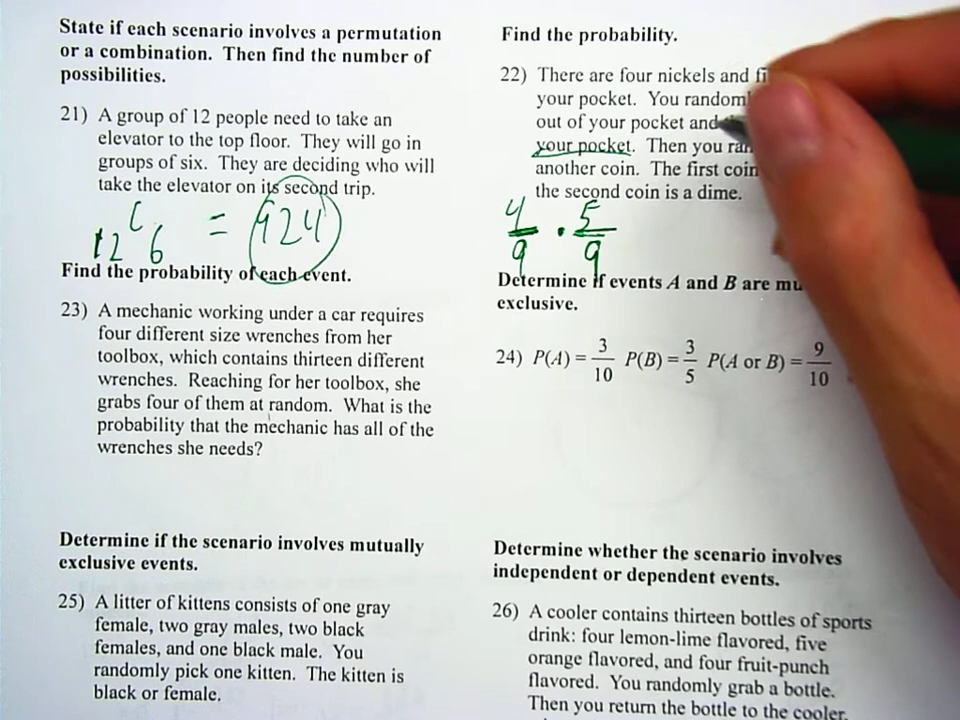 State if each scenario involves a permutation
or a combination. Then find the number of
possibilities.
21) A group of 12 people need to take an
elevator to the top floor. They will go in
groups of six. They are deciding who will
take the elevator on its second trip.
12 C 6 = 924
Find the probability of each event.
23) A mechanic working under a car requires
four different size wrenches from her
toolbox, which contains thirteen different
wrenches. Reaching for her toolbox, she
grabs four of them at random. What is the
probability that the mechanic has all of the
wrenches she needs?
Determine if the scenario involves mutually
exclusive events.
25) A litter of kittens consists of one gray
female, two gray males, two black
females, and one black male. You
randomly pick one kitten. The kitten is
black or female.
Find the probability.
22) There are four nickels and
your pocket. You
out of your pocket and
your pocket. Then you
another coin. The first coin
the second coin is a dime.
4/9 · 5/9
Determine if events A and B are
exclusive.
24) P(A) = 3/10 P(B) = 3/5 P(A or B) = 9/10
Determine whether the scenario involves
independent or dependent events.
26) A cooler contains thirteen bottles of sports
drink: four lemon-lime flavored, five
orange flavored, and four fruit-punch
flavored. You randomly grab a bottle.
Then you return the bottle to the cooler,